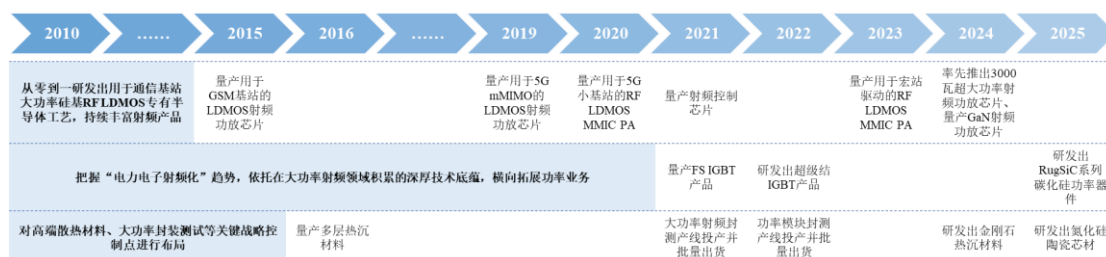 2010
……
2015
2016
……
2019
2020
2021
2022
2023
2024
2025
从零到一研发出用于通信基站
大功率硅基RF LDMOS专有半
导体工艺，持续丰富射频产品
量产用于
GSM基站的
LDMOS射频
功放芯片
量产用于5G
mMIMO的
LDMOS射频
功放芯片
量产用于5G
小基站的RF
LDMOS
MMIC PA
量产射频控制
芯片
量产用于宏站
驱动的RF
LDMOS
MMIC PA
率先推出3000
瓦超大功率射
频功放芯片、
量产GaN射频
功放芯片
把握“电力电子射频化”趋势，依托在大功率射频领域积累的深厚技术底蕴，横向拓展功率业务
量产FS IGBT
产品
研发出超级结
IGBT产品
研发出
RugSiC系列
碳化硅功率器
件
对高端散热材料、大功率封装测试等关键战略控
制点进行布局
量产多层热沉
材料
大功率射频封
测产线投产并
批量出货
功率模块封测
产线投产并批
量出货
研发出金刚石
热沉材料
研发出氮化硅
陶瓷芯材